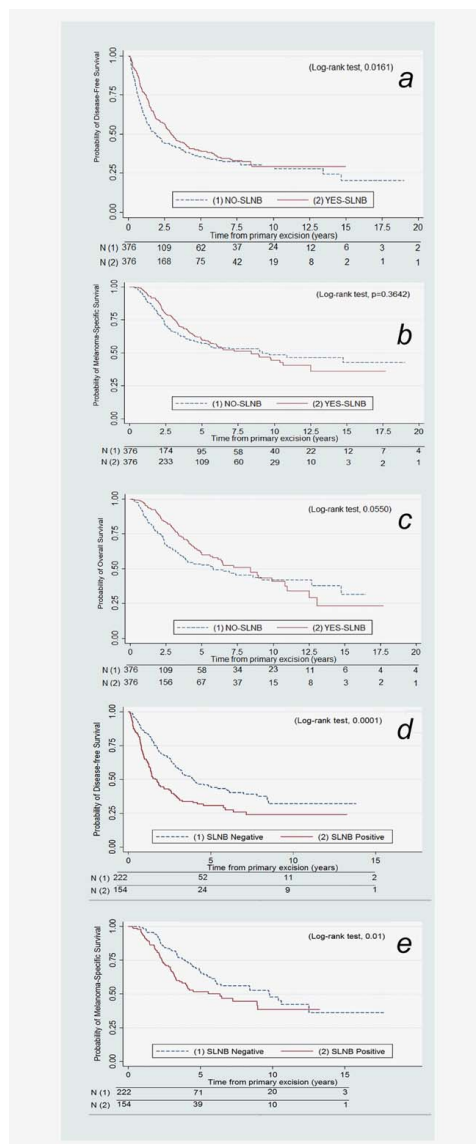 (Log-rank test, 0.0161)
a
Probability of Disease-Free Survival
1.00
0.75
0.50
0.25
0.00
(1) NO-SLNB (2) YES-SLNB
0 2.5 5 7.5 10 12.5 15 17.5 20
Time from primary excision (years)
N (1) 376 109 62 37 24 12 6 3 2
N (2) 376 168 75 42 19 8 2 1 1
(Log-rank test, p=0.3642)
b
Probability of Melanoma-Specific Survival
1.00
0.75
0.50
0.25
0.00
(1) NO-SLNB (2) YES-SLNB
0 2.5 5.0 7.5 10.0 12.5 15 17.5 20
Time from primary excision (years)
N (1) 376 174 95 58 40 22 12 7 4
N (2) 376 233 109 60 29 10 3 2 1
(Log-rank test, 0.0550)
c
Probability of Overall Survival
1.00
0.75
0.50
0.25
0.00
(1) NO-SLNB (2) YES-SLNB
0 2.5 5.0 7.5 10.0 12.5 15 17.5 20
Time from primary excision (years)
N (1) 376 109 58 34 23 11 6 4 4
N (2) 376 156 67 37 15 8 3 2 1
(Log-rank test, 0.0001)
d
Probability of Disease-free Survival
1.00
0.75
0.50
0.25
0.00
(1) SLNB Negative (2) SLNB Positive
0 5 10 15
Time from primary excision (years)
N (1) 222 52 11 2
N (2) 154 24 9 1
(Log-rank test, 0.01)
e
Probability of Melanoma-Specific Survival
1.00
0.75
0.50
0.25
0.00
(1) SLNB Negative (2) SLNB Positive
0 5 10 15
Time from primary excision (years)
N (1) 222 71 20 3
N (2) 154 39 10 1